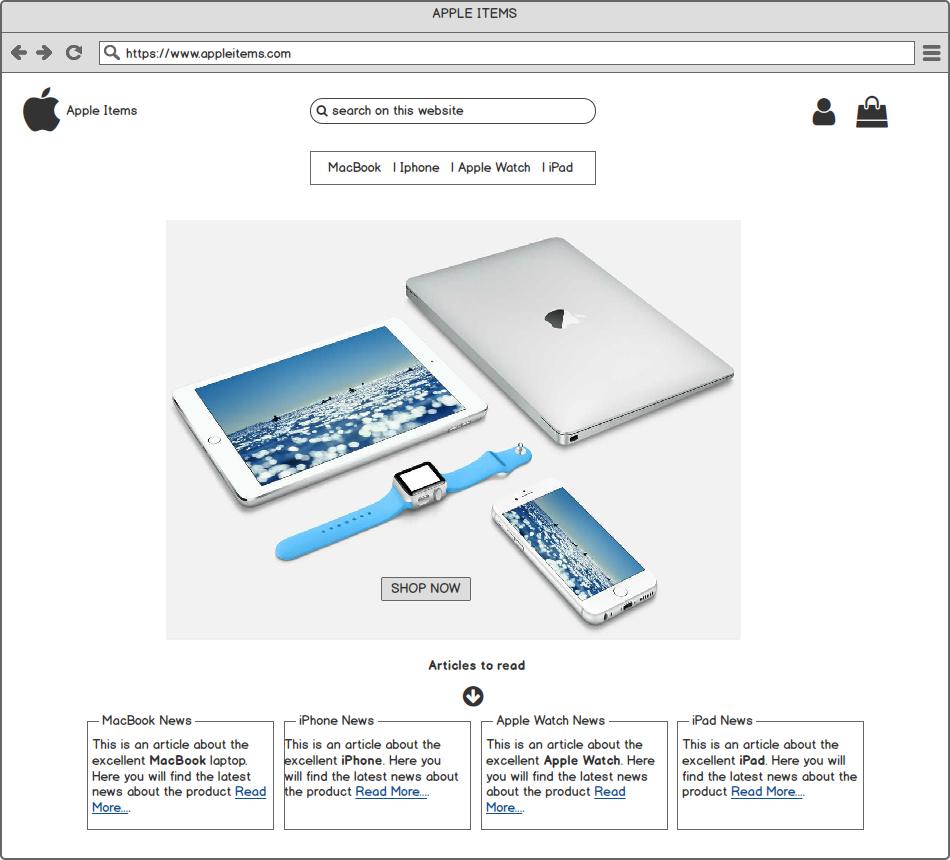 APPLE ITEMS
https://www.appleitems.com
Apple Items
search on this website
MacBook | Iphone | Apple Watch | iPad
SHOP NOW
Articles to read
MacBook News
This is an article about the
excellent MacBook laptop.
Here you will find the latest
news about the product Read
More....
iPhone News
This is an article about the
excellent iPhone. Here you
will find the latest news about
the product Read More....
Apple Watch News
This is an article about the
excellent Apple Watch. Here
you will find the latest news
about the product Read
More....
iPad News
This is an article about the
excellent iPad. Here you will
find the latest news about the
product Read More....